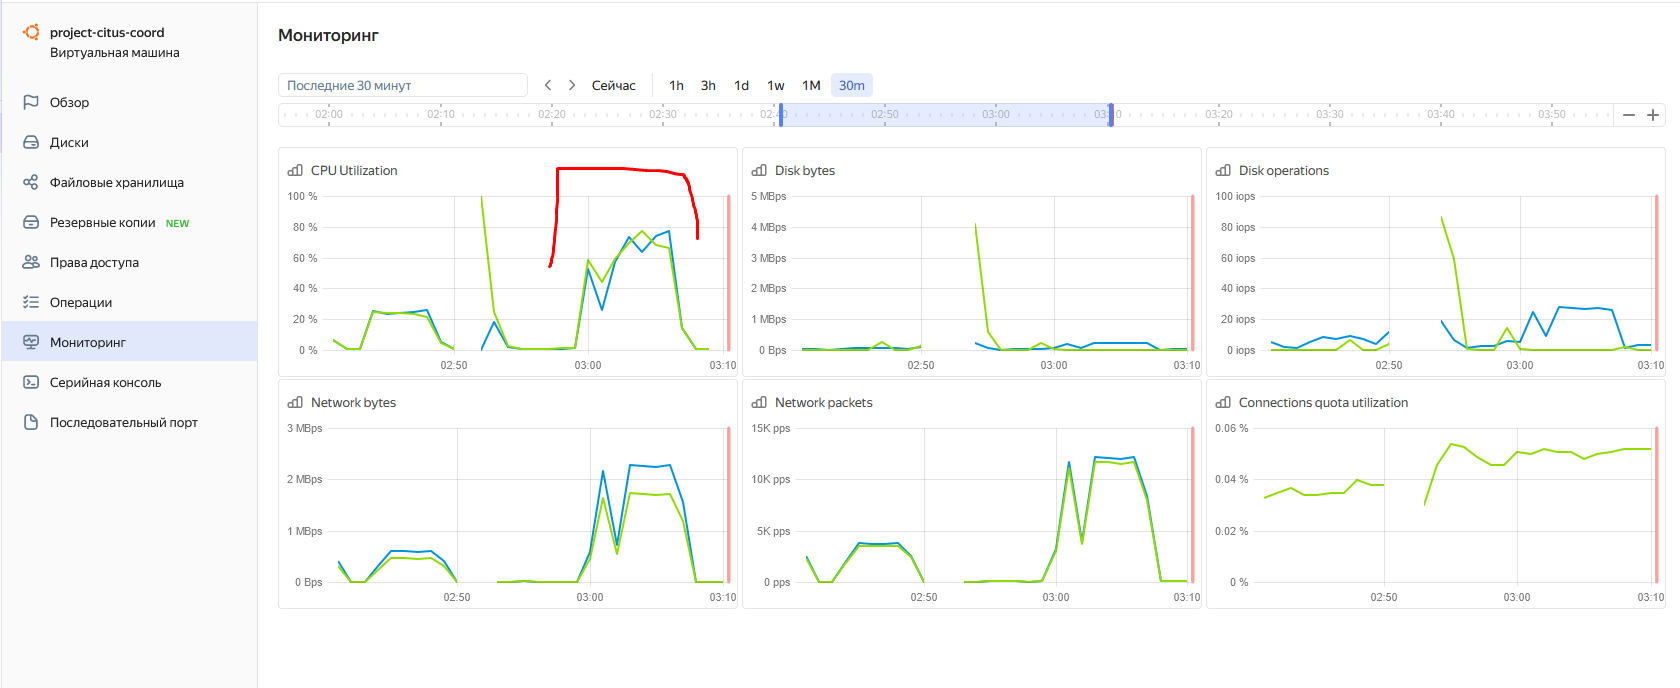 project-citus-coord
Виртуальная машина
Обзор
Диски
Файловые хранилища
Резервные копии NEW
Права доступа
Операции
Мониторинг
Серийная консоль
Последовательный порт
Мониторинг
Последние 30 минут
Сейчас 1h 3h 1d 1w 1M 30m
02:00 02:10 02:20 02:30 02:40 02:50 03:00 03:10 03:20 03:30 03:40 03:50
CPU Utilization
100 %
80 %
60 %
40 %
20 %
0 %
02:50 03:00 03:10
Disk bytes
5 MBps
4 MBps
3 MBps
2 MBps
1 MBps
0 Bps
02:50 03:00 03:10
Disk operations
100 iops
80 iops
60 iops
40 iops
20 iops
0 iops
02:50 03:00 03:10
Network bytes
3 MBps
2 MBps
1 MBps
0 Bps
02:50 03:00 03:10
Network packets
15K pps
10K pps
5K pps
0 pps
02:50 03:00 03:10
Connections quota utilization
0.06 %
0.04 %
0.02 %
0 %
02:50 03:00 03:10